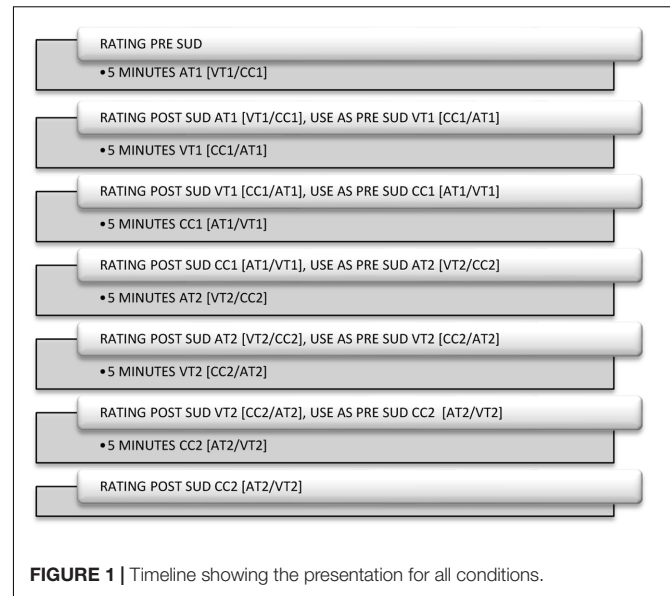 RATING PRE SUD
•5 MINUTES AT1 [VT1/CC1]
RATING POST SUD AT1 [VT1/CC1], USE AS PRE SUD VT1 [CC1/AT1]
•5 MINUTES VT1 [CC1/AT1]
RATING POST SUD VT1 [CC1/AT1], USE AS PRE SUD CC1 [AT1/VT1]
•5 MINUTES CC1 [AT1/VT1]
RATING POST SUD CC1 [AT1/VT1], USE AS PRE SUD AT2 [VT2/CC2]
•5 MINUTES AT2 [VT2/CC2]
RATING POST SUD AT2 [VT2/CC2], USE AS PRE SUD VT2 [CC2/AT2]
•5 MINUTES VT2 [CC2/AT2]
RATING POST SUD VT2 [CC2/AT2], USE AS PRE SUD CC2 [AT2/VT2]
•5 MINUTES CC2 [AT2/VT2]
RATING POST SUD CC2 [AT2/VT2]
FIGURE 1 | Timeline showing the presentation for all conditions.